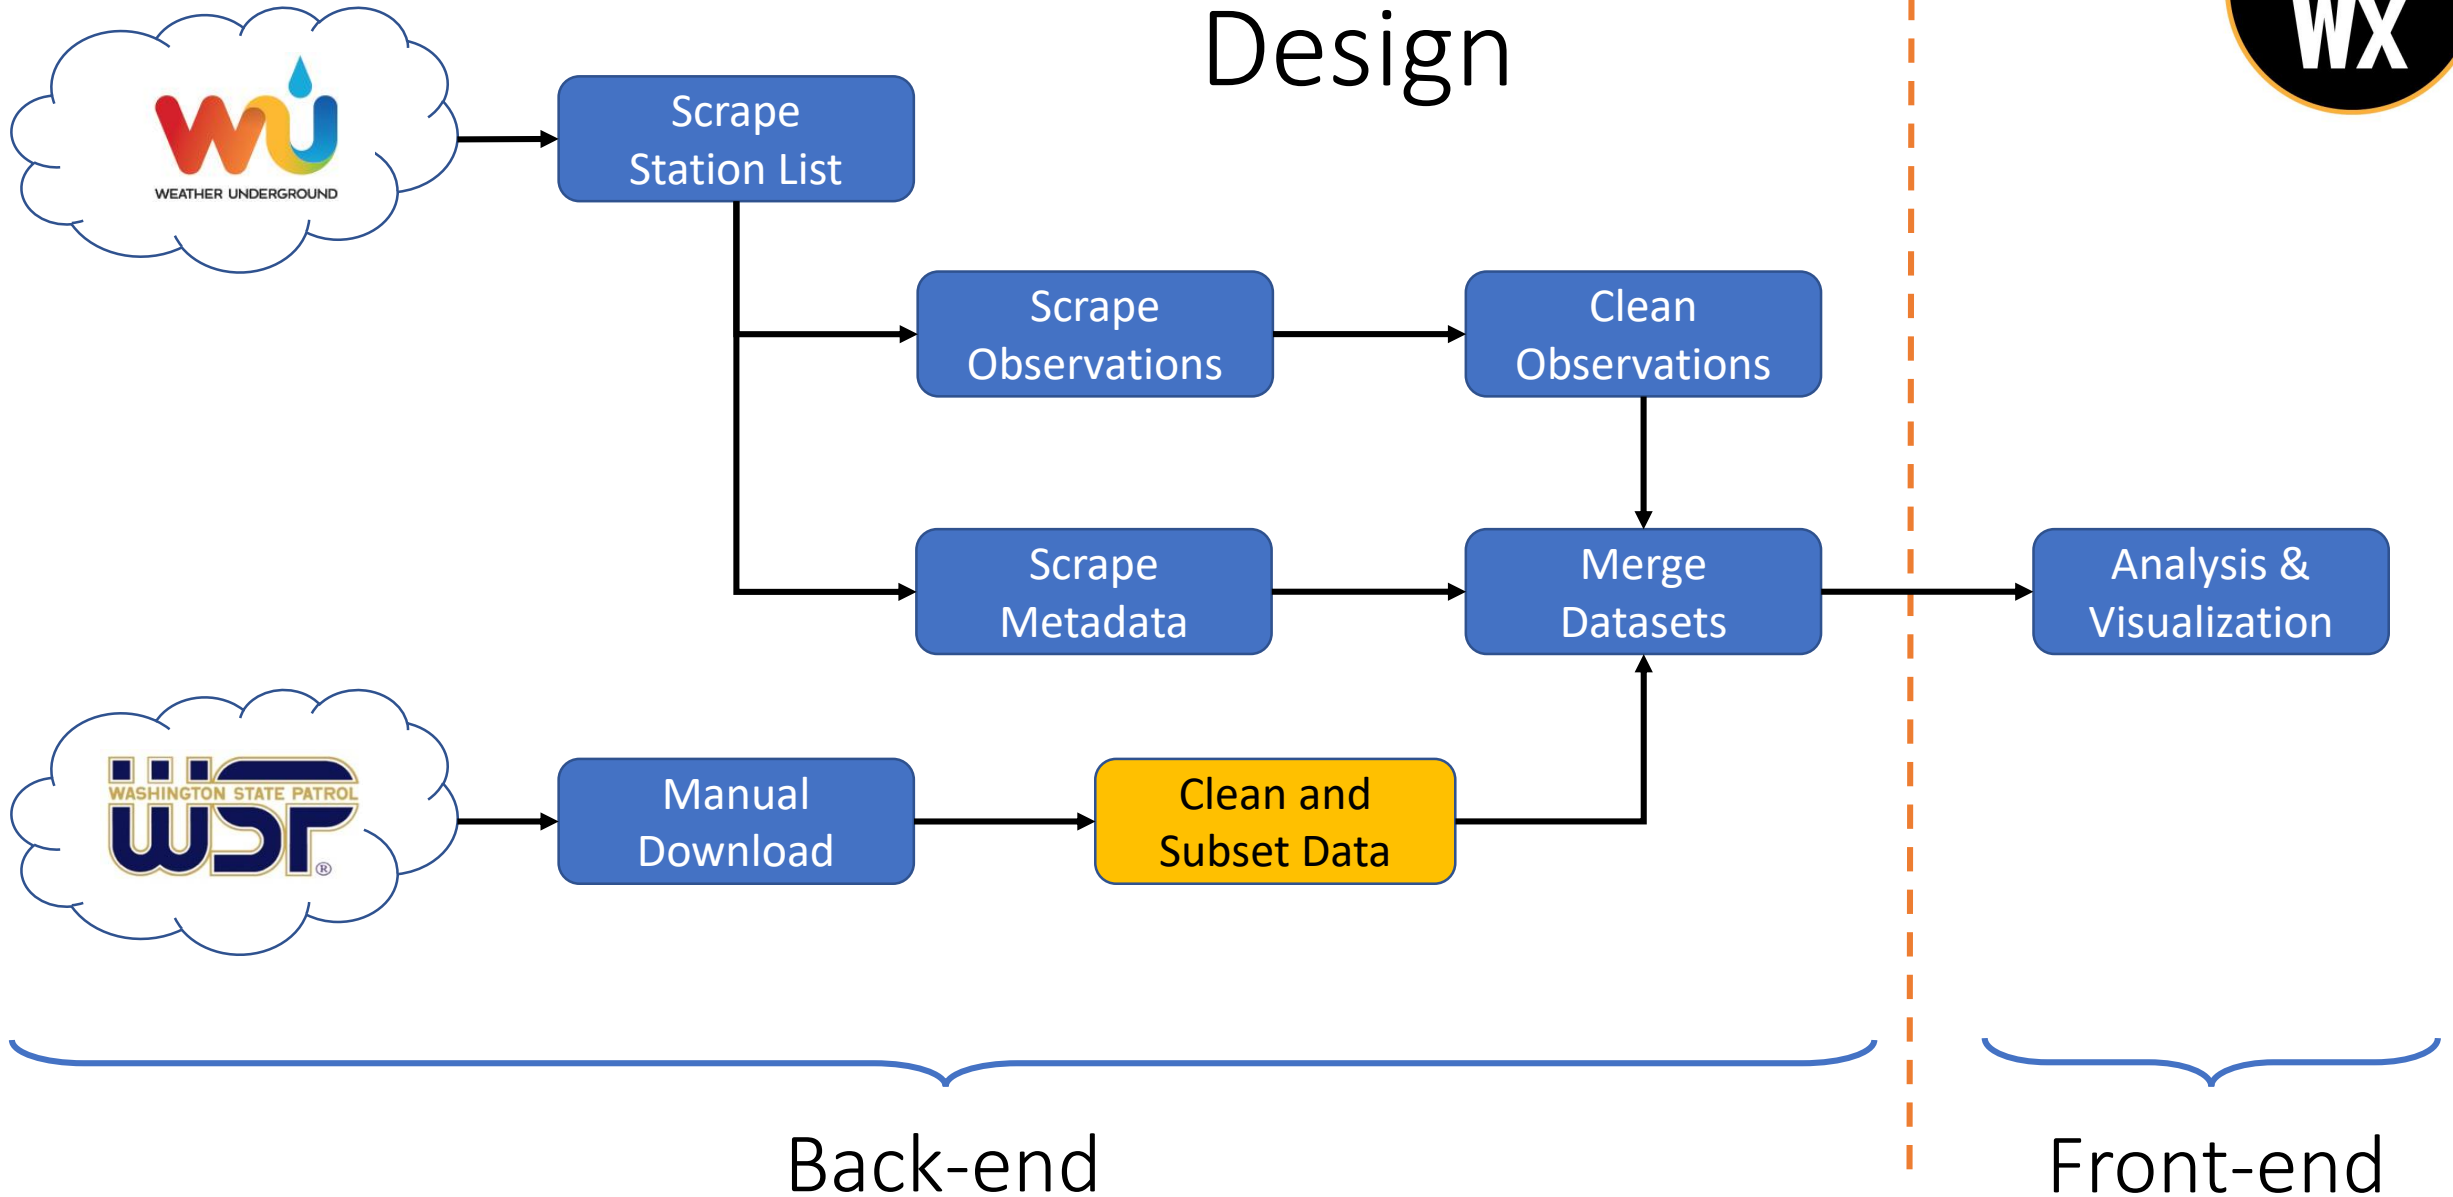 Design
WX
WU
WEATHER UNDERGROUND
Scrape
Station List
Scrape
Observations
Clean
Observations
Scrape
Metadata
Merge
Datasets
Analysis &
Visualization
WASHINGTON STATE PATROL
WSP
®
Manual
Download
Clean and
Subset Data
Back-end
Front-end